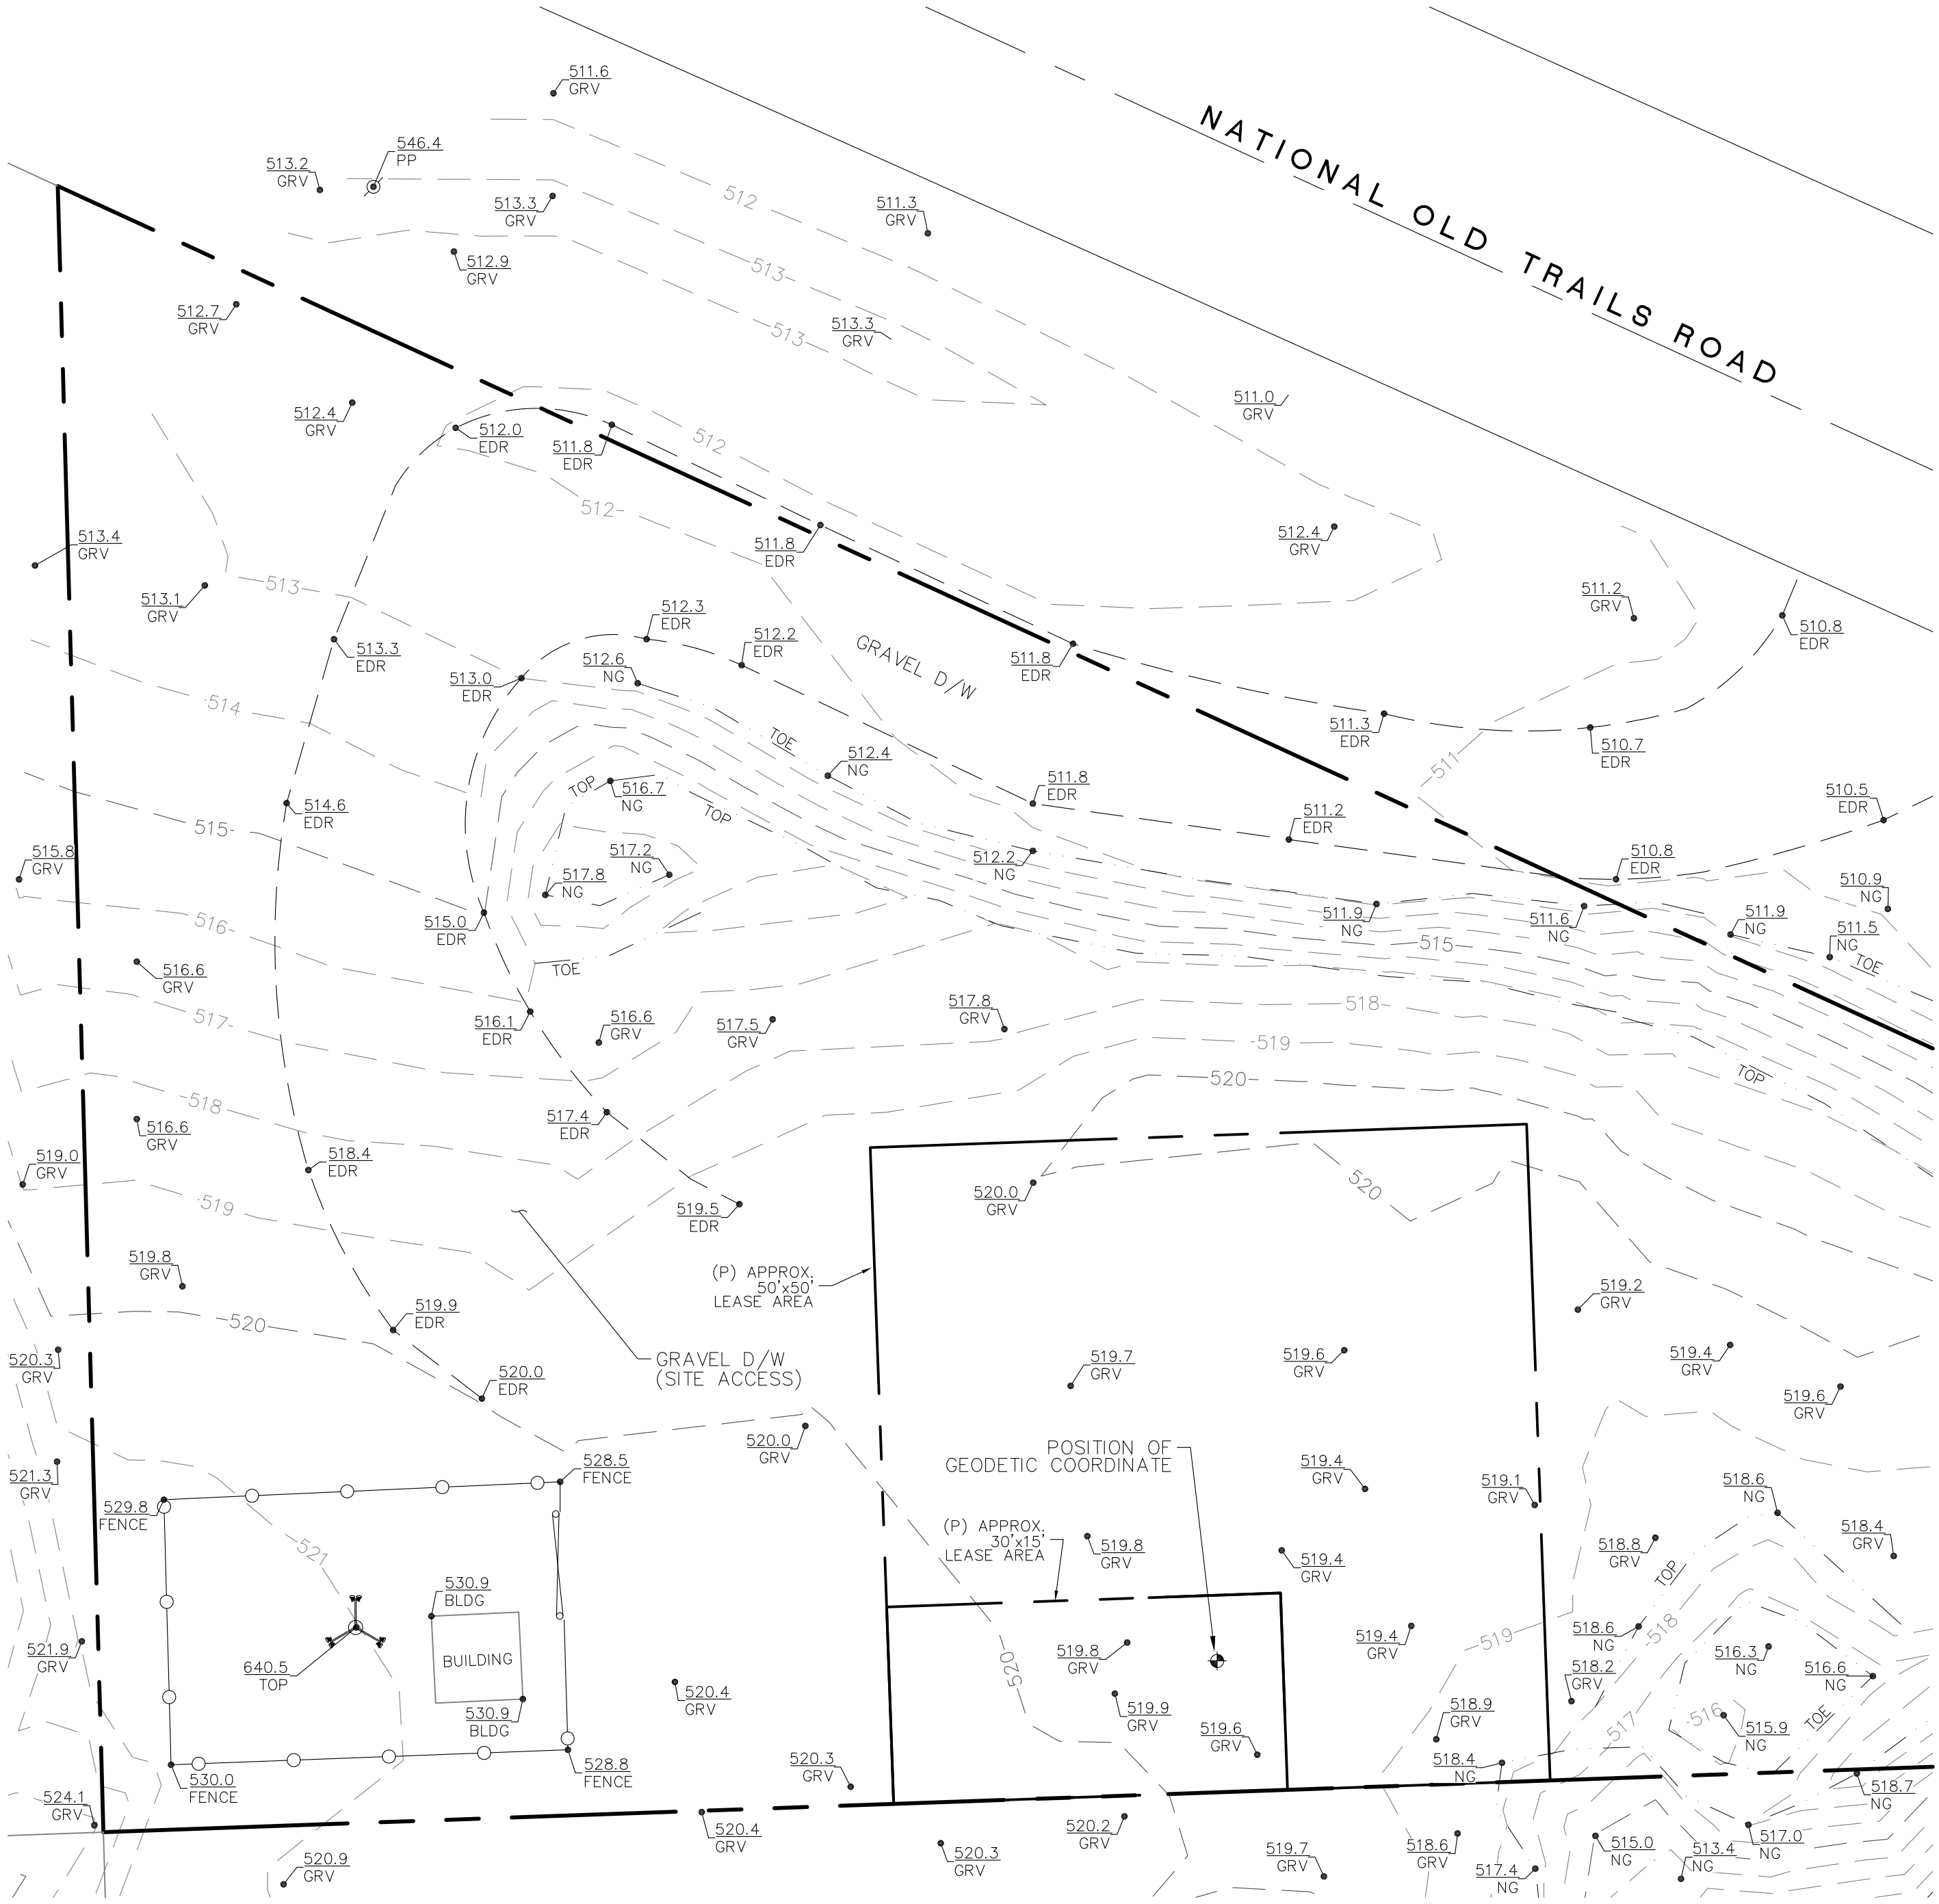 511.6
GRV
NATIONAL OLD TRAILS ROAD
546.4
PP
513.2
GRV
513.3
GRV
512
511.3
GRV
512.9
GRV
513
512.7
GRV
513.3
GRV
513
511.0
GRV
512.4
GRV
512.0
EDR
511.8
EDR
512
512
511.8
EDR
512.4
GRV
513.4
GRV
513
513.1
GRV
511.2
GRV
510.8
EDR
512.3
EDR
512.2
EDR
513.3
EDR
512.6
NG
513.0
EDR
GRAVEL D/W
511.8
EDR
514
511.3
EDR
510.7
EDR
TOE
512.4
NG
511
TOP
516.7
NG
TOP
511.8
EDR
510.5
EDR
514.6
EDR
515
511.2
EDR
515.8
GRV
517.2
NG
512.2
NG
510.8
EDR
517.8
NG
510.9
NG
516
515.0
EDR
511.9
NG
511.6
NG
511.9
NG
511.5
NG
515
TOE
TOE
516.6
GRV
517
516.1
EDR
516.6
GRV
517.5
GRV
517.8
GRV
518
519
520
TOP
518
516.6
GRV
517.4
EDR
519.0
GRV
518.4
EDR
519
519.5
EDR
520.0
GRV
520
519.8
GRV
(P) APPROX.
50'x50'
LEASE AREA
519.2
GRV
519.9
EDR
520
520.3
GRV
GRAVEL D/W
(SITE ACCESS)
519.7
GRV
519.6
GRV
519.4
GRV
519.6
GRV
520.0
EDR
520.0
GRV
POSITION OF
GEODETIC COORDINATE
521.3
GRV
528.5
FENCE
519.4
GRV
519.1
GRV
518.6
NG
529.8
FENCE
(P) APPROX.
30'x15'
LEASE AREA
519.8
GRV
519.4
GRV
518.8
GRV
518.4
GRV
521
TOP
530.9
BLDG
521.9
GRV
BUILDING
640.5
TOP
519.8
GRV
520
519.4
GRV
519
518.6
NG
518
516.3
NG
516.6
NG
518.2
GRV
520.4
GRV
519.9
GRV
530.9
BLDG
519.6
GRV
518.9
GRV
517
516
515.9
NG
TOE
518.4
NG
520.3
GRV
528.8
FENCE
530.0
FENCE
518.7
NG
524.1
GRV
520.4
GRV
520.2
GRV
520.3
GRV
519.7
GRV
518.6
GRV
515.0
NG
517.0
NG
513.4
NG
517.4
NG
520.9
GRV